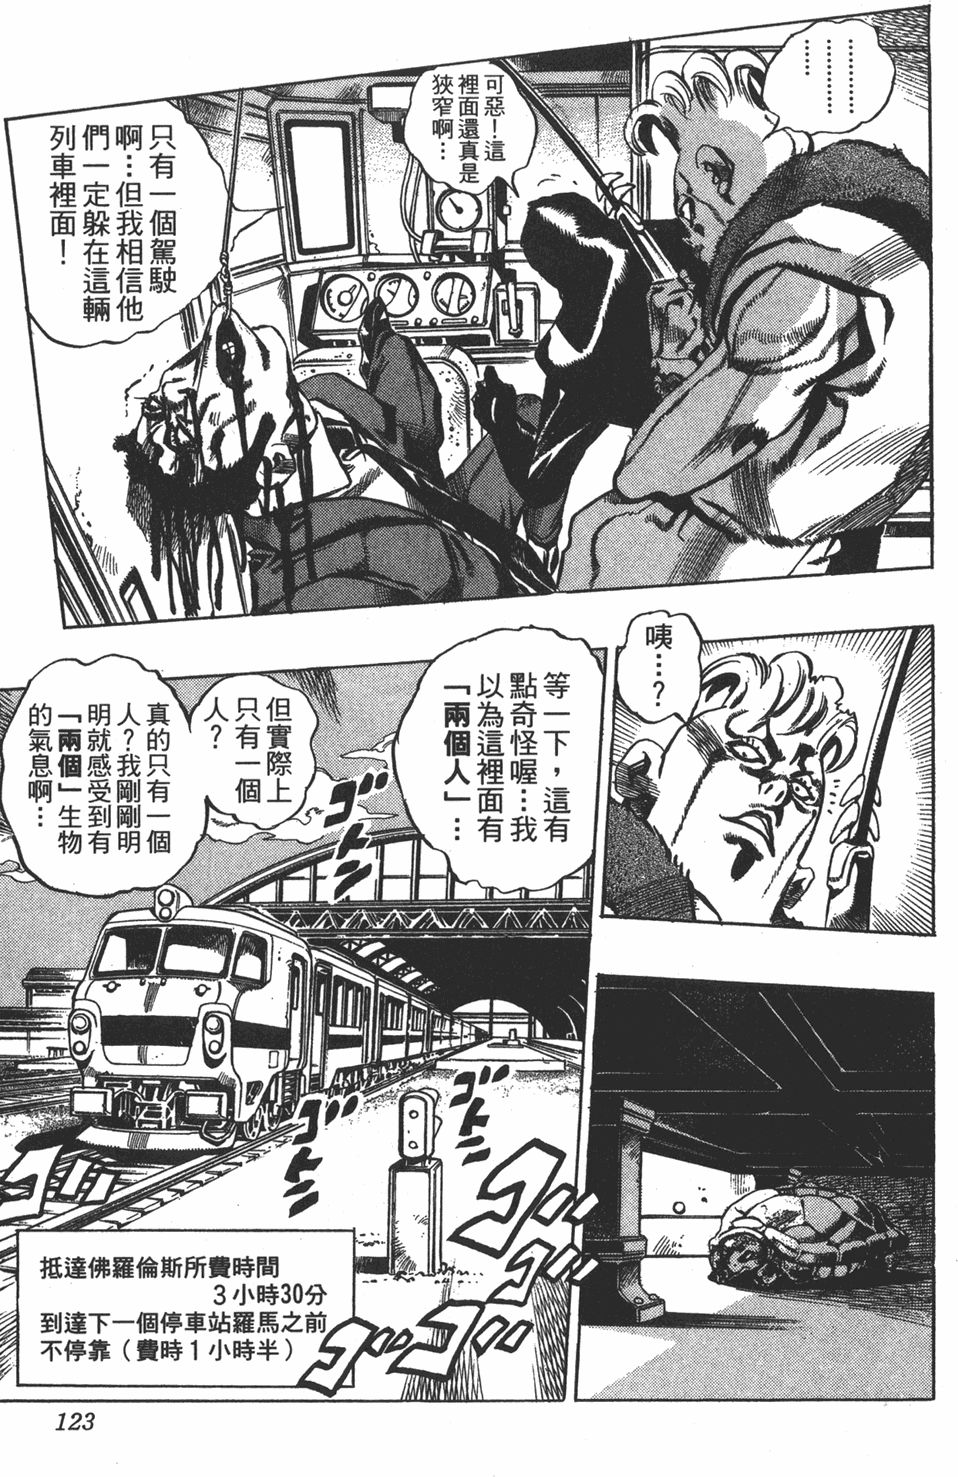 …………
…………
可惡！這
裡面還真是
狹窄啊…
只有一個駕駛
啊…但我相信他
們一定躲在這輛
列車裡面！
咦…？
等一下，這有
點奇怪喔…我
以為這裡面有
「兩個人」…
但實際上
只有一個
人？
真的只有一個
人？我剛剛明
明就感受到有
「兩個」生物
的氣息啊…
ゴトン
ゴトン
ゴトン
ゴトン
ゴゴ
ゴゴゴ
ゴゴゴ
抵達佛羅倫斯所費時間
3小時30分
到達下一個停車站羅馬之前
不停靠（費時1小時半）
123